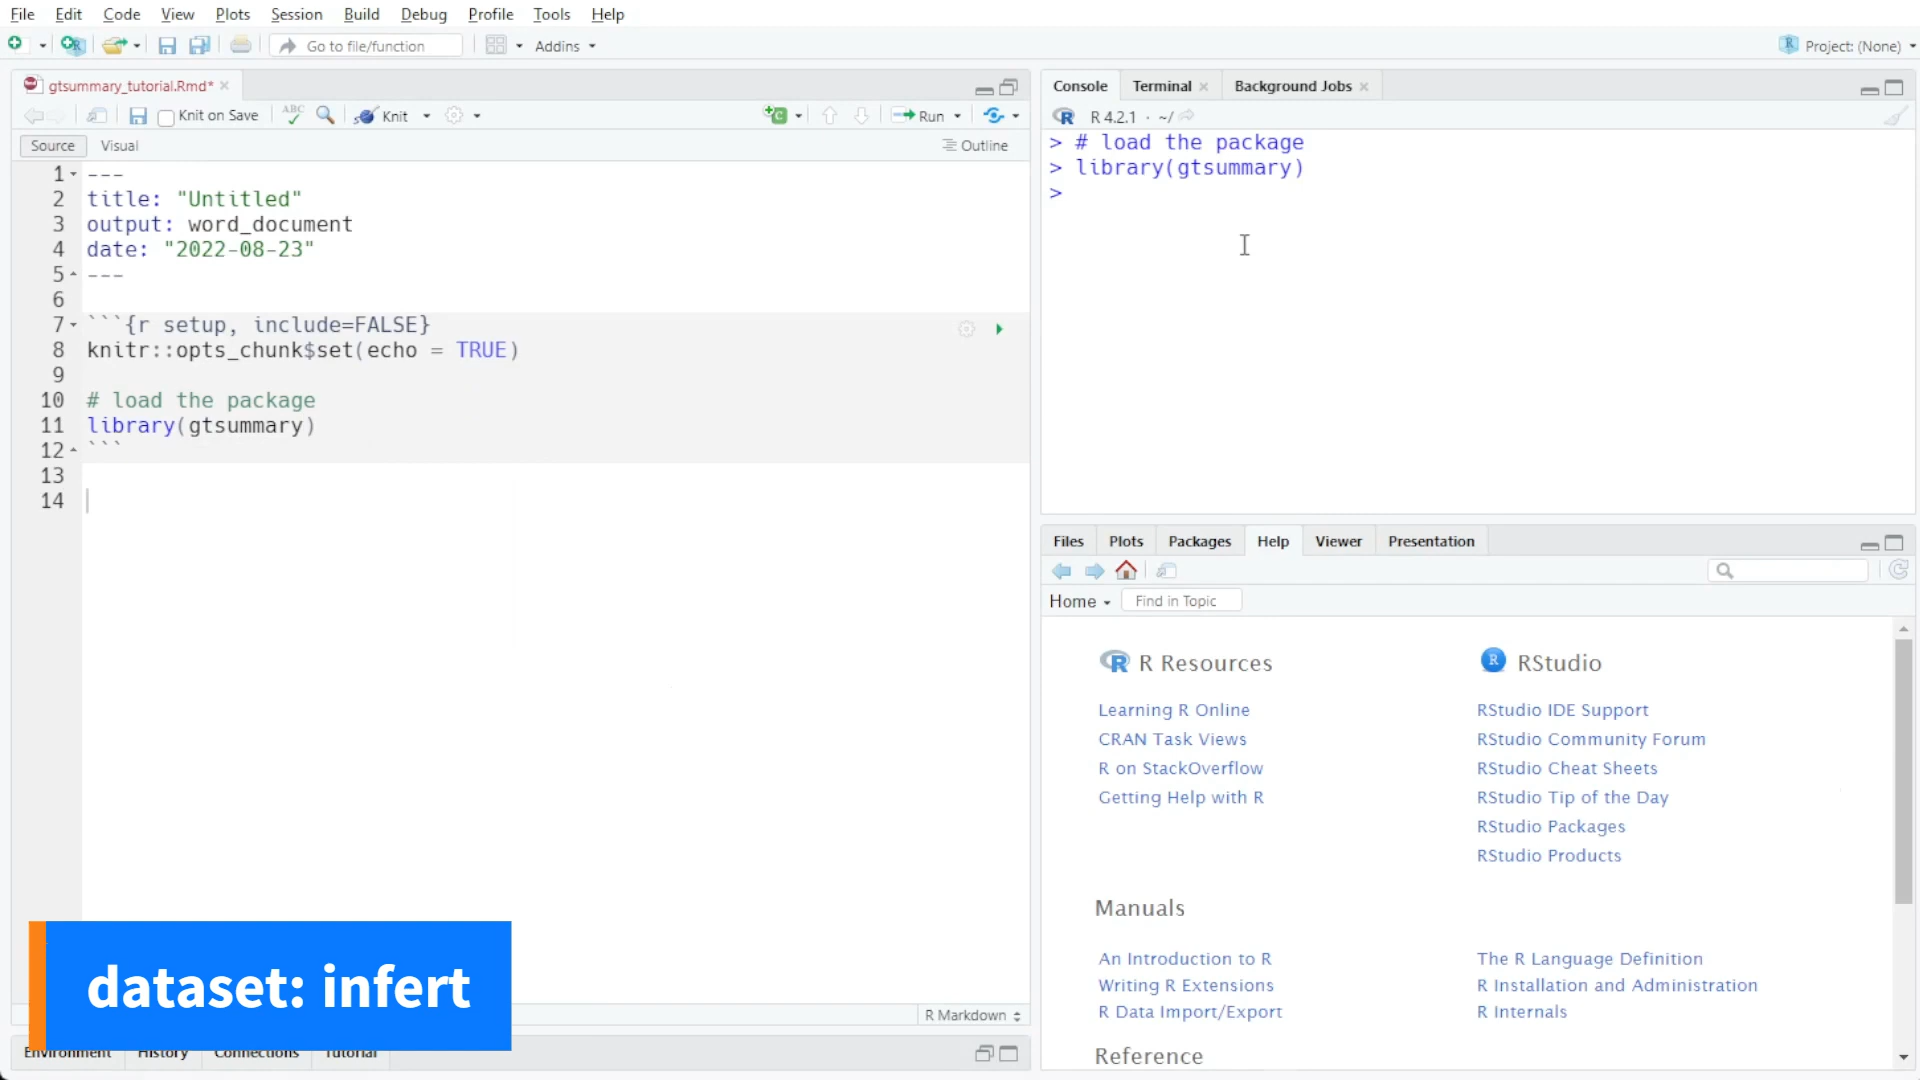 File Edit Code View Plots Session Build Debug Profile Tools Help
Go to file/function Addins Project: (None)
gtsummary_tutorial.Rmd*
Knit on Save ABC Knit Run
Source Visual Outline
1 ---
2 title: "Untitled"
3 output: word_document
4 date: "2022-08-23"
5 ---
6
7 ```{r setup, include=FALSE}
8 knitr::opts_chunk$set(echo = TRUE)
9
10 # load the package
11 library(gtsummary)
12 ```
13
14
R Markdown
dataset: infert
Environment History Connections Tutorial
Console Terminal Background Jobs
R 4.2.1 · ~/
> # load the package
> library(gtsummary)
>
Files Plots Packages Help Viewer Presentation
Home Find in Topic
R Resources
Learning R Online
CRAN Task Views
R on StackOverflow
Getting Help with R
RStudio
RStudio IDE Support
RStudio Community Forum
RStudio Cheat Sheets
RStudio Tip of the Day
RStudio Packages
RStudio Products
Manuals
An Introduction to R
Writing R Extensions
R Data Import/Export
The R Language Definition
R Installation and Administration
R Internals
Reference